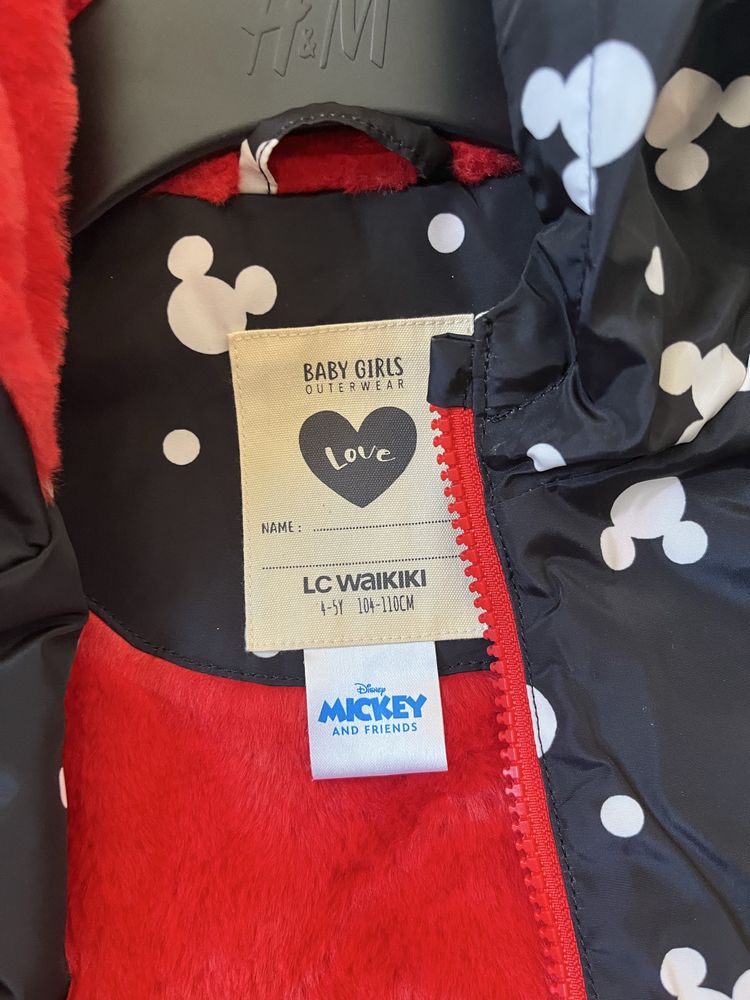 H&M
BABY GIRLS
OUTERWEAR
Love
NAME :
LC WAIKIKI
4-5Y 104-110CM
Disney
MICKEY
AND FRIENDS